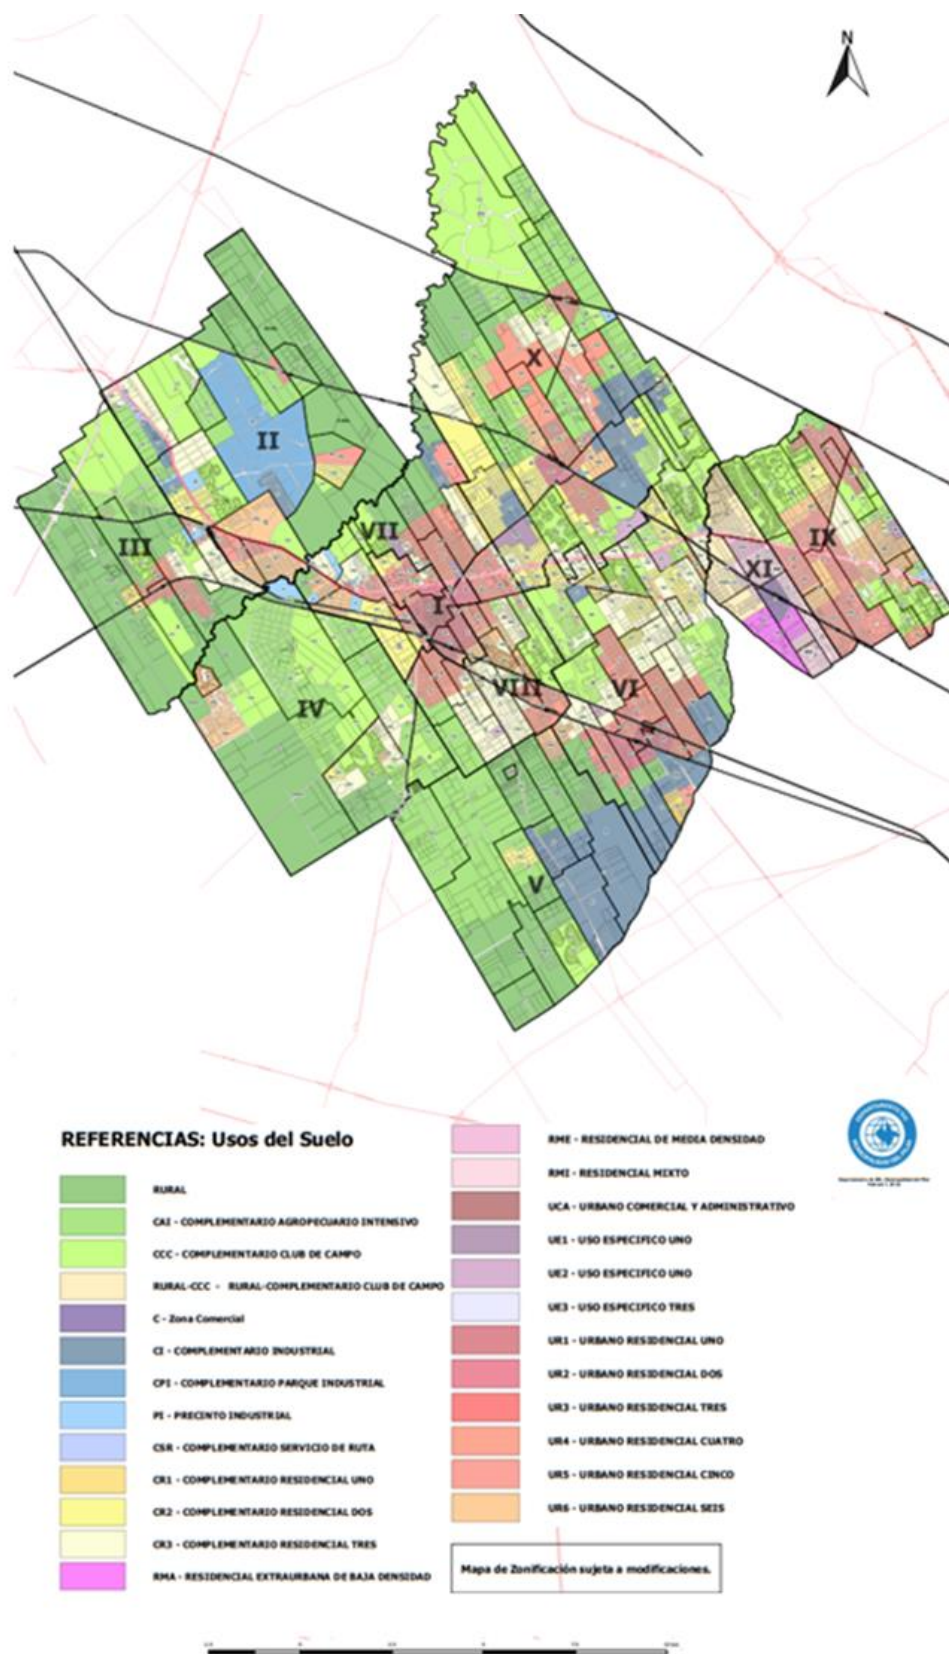 N
X
II
IX
VII
III
XI
I
VIII
VI
IV
V
REFERENCIAS: Usos del Suelo
RURAL
CAI - COMPLEMENTARIO AGROPECUARIO INTENSIVO
CCC - COMPLEMENTARIO CLUB DE CAMPO
RURAL-CCC - RURAL-COMPLEMENTARIO CLUB DE CAMPO
C - Zona Comercial
CI - COMPLEMENTARIO INDUSTRIAL
CPI - COMPLEMENTARIO PARQUE INDUSTRIAL
PI - PRECINTO INDUSTRIAL
CSR - COMPLEMENTARIO SERVICIO DE RUTA
CR1 - COMPLEMENTARIO RESIDENCIAL UNO
CR2 - COMPLEMENTARIO RESIDENCIAL DOS
CR3 - COMPLEMENTARIO RESIDENCIAL TRES
RMA - RESIDENCIAL EXTRAURBANA DE BAJA DENSIDAD
RME - RESIDENCIAL DE MEDIA DENSIDAD
RMI - RESIDENCIAL MIXTO
UCA - URBANO COMERCIAL Y ADMINISTRATIVO
UE1 - USO ESPECIFICO UNO
UE2 - USO ESPECIFICO UNO
UE3 - USO ESPECIFICO TRES
UR1 - URBANO RESIDENCIAL UNO
UR2 - URBANO RESIDENCIAL DOS
UR3 - URBANO RESIDENCIAL TRES
UR4 - URBANO RESIDENCIAL CUATRO
UR5 - URBANO RESIDENCIAL CINCO
UR6 - URBANO RESIDENCIAL SEIS
Mapa de Zonificación sujeta a modificaciones.